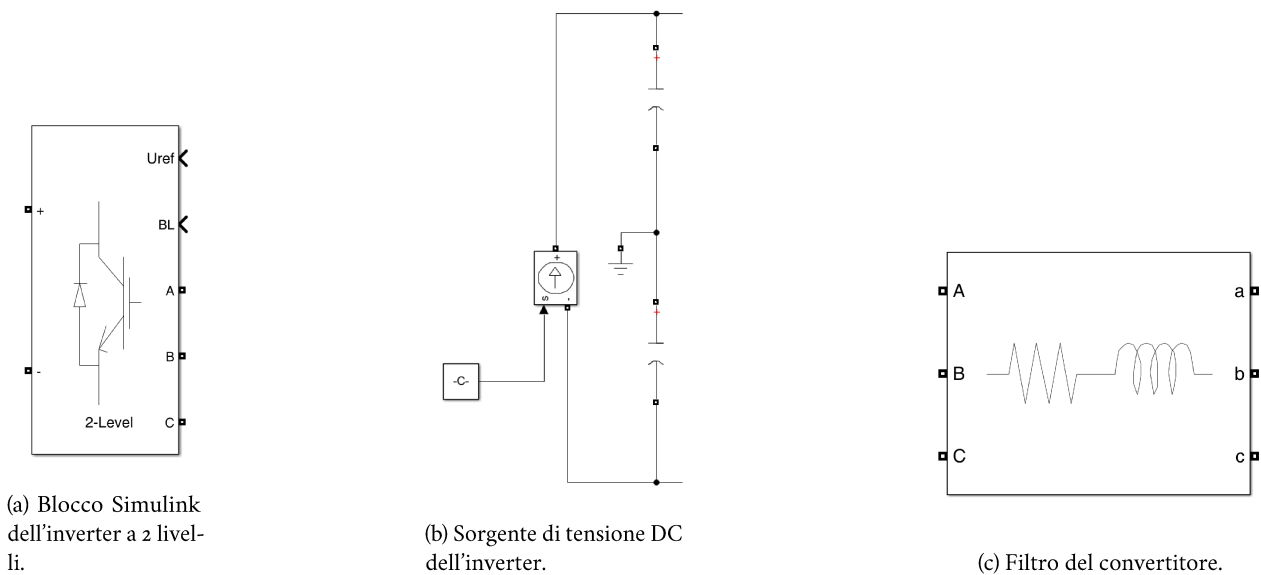 Uref
+
BL
A
B
-
2-Level
C
(a) Blocco Simulink
dell'inverter a 2 livel-
li.
+
+
s -
+
-C-
(b) Sorgente di tensione DC
dell'inverter.
A
a
B
b
C
c
(c) Filtro del convertitore.